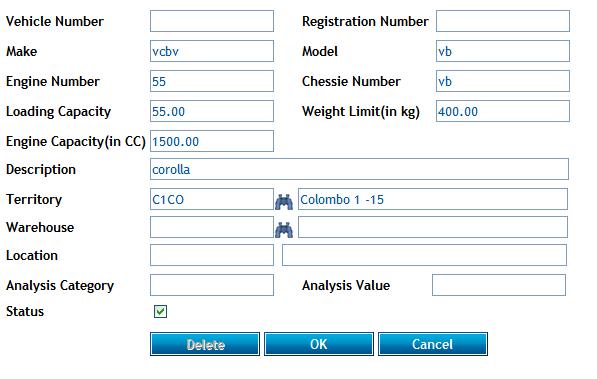 Vehicle Number Registration Number
Make vcbv Model vb
Engine Number 55 Chessie Number vb
Loading Capacity 55.00 Weight Limit(in kg) 400.00
Engine Capacity(in CC) 1500.00
Description corolla
Territory C1CO Colombo 1 -15
Warehouse
Location
Analysis Category Analysis Value
Status
Delete OK Cancel